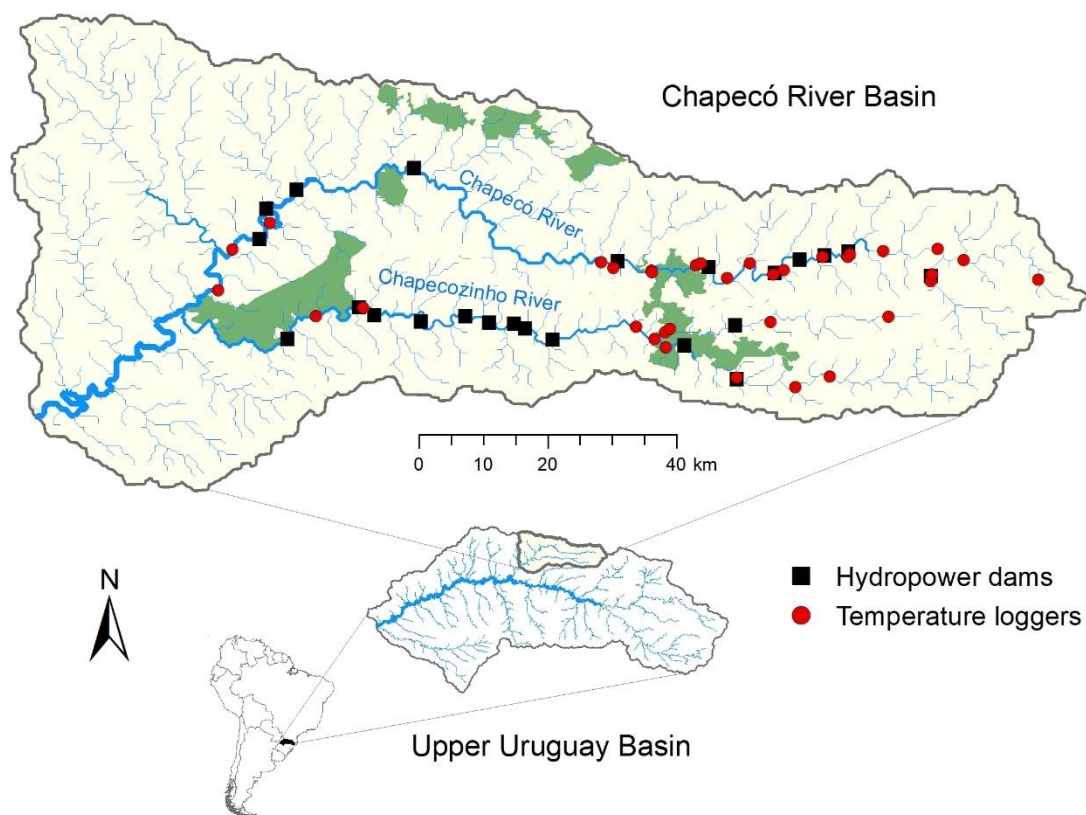 Chapecó River Basin
Chapecó River
Chapecozinho River
0 10 20 40 km
N
Hydropower dams
Temperature loggers
Upper Uruguay Basin